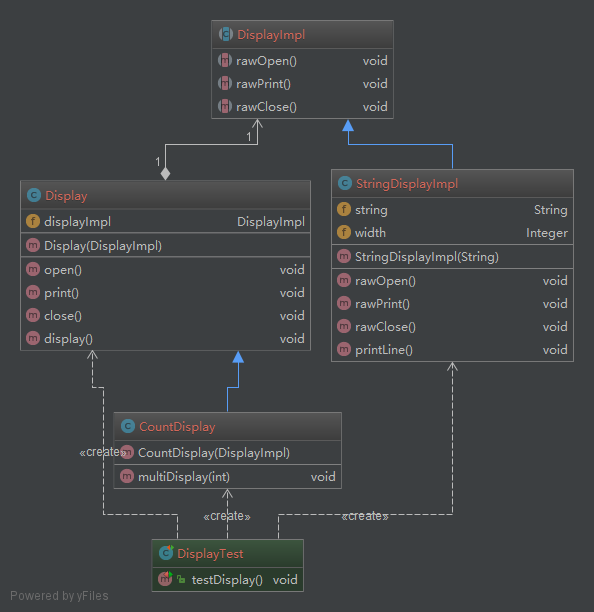 DisplayImpl
rawOpen() void
rawPrint() void
rawClose() void
1
1
Display
displayImpl DisplayImpl
Display(DisplayImpl)
open() void
print() void
close() void
display() void
StringDisplayImpl
string String
width Integer
StringDisplayImpl(String)
rawOpen() void
rawPrint() void
rawClose() void
printLine() void
CountDisplay
«create»
CountDisplay(DisplayImpl)
multiDisplay(int) void
«create»
«create»
DisplayTest
testDisplay() void
Powered by yFiles